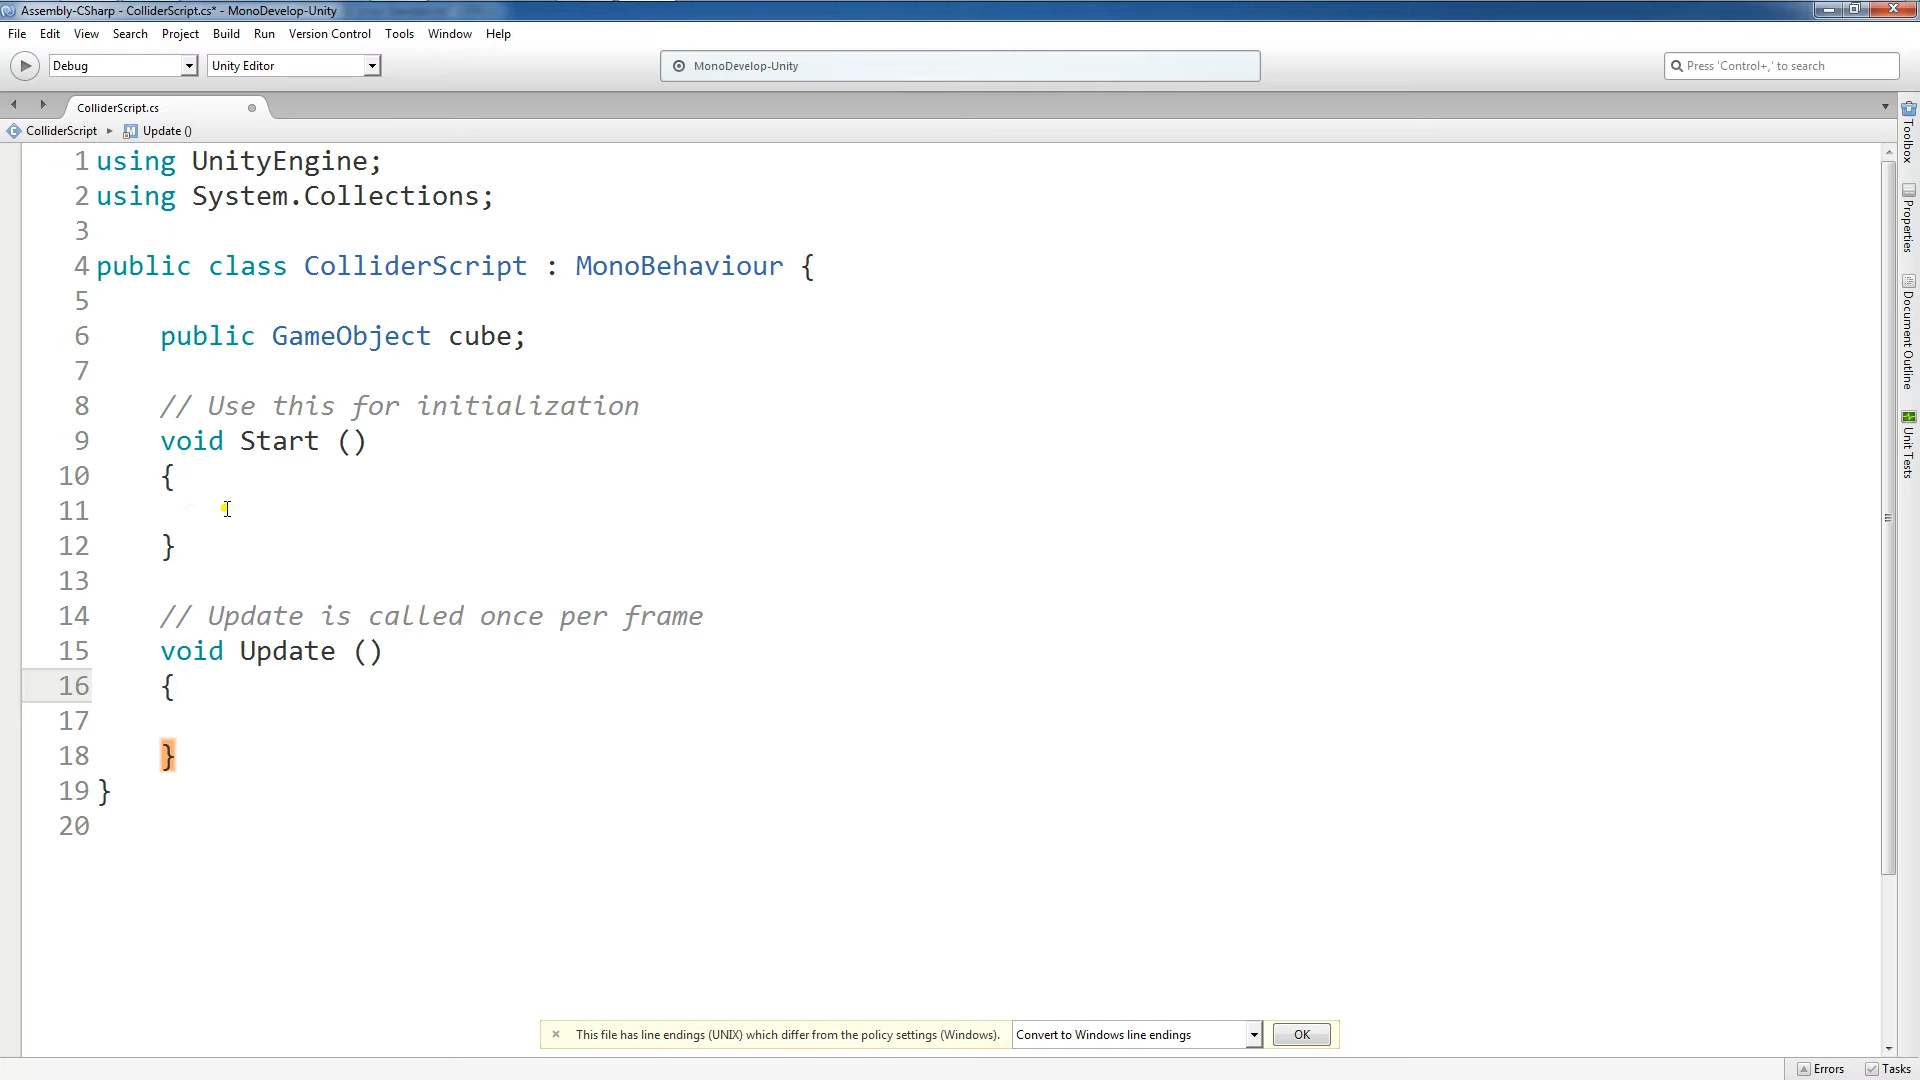 Assembly-CSharp - ColliderScript.cs* - MonoDevelop-Unity
File Edit View Search Project Build Run Version Control Tools Window Help
Debug Unity Editor MonoDevelop-Unity Press 'Control+,' to search
ColliderScript.cs
ColliderScript Update ()
1 using UnityEngine;
2 using System.Collections;
3
4 public class ColliderScript : MonoBehaviour {
5
6 public GameObject cube;
7
8 // Use this for initialization
9 void Start ()
10 {
11
12 }
13
14 // Update is called once per frame
15 void Update ()
16 {
17
18 }
19 }
20
Toolbox
Properties
Document Outline
Unit Tests
This file has line endings (UNIX) which differ from the policy settings (Windows). Convert to Windows line endings OK
Errors Tasks